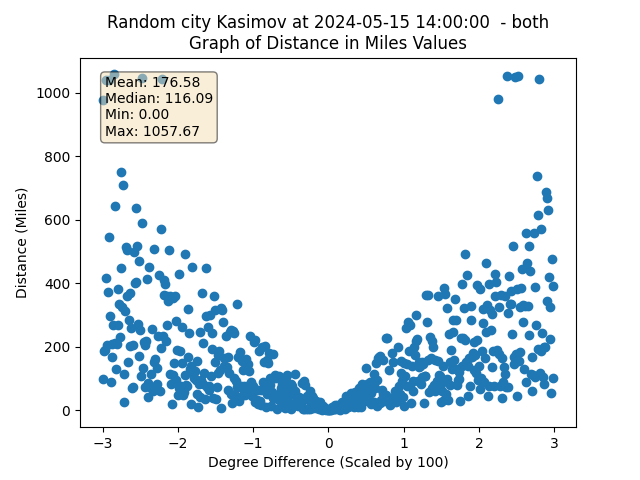 Random city Kasimov at 2024-05-15 14:00:00 - both
Graph of Distance in Miles Values
Mean: 176.58
Median: 116.09
Min: 0.00
Max: 1057.67
Distance (Miles)
1000
800
600
400
200
0
−3 −2 −1 0 1 2 3
Degree Difference (Scaled by 100)